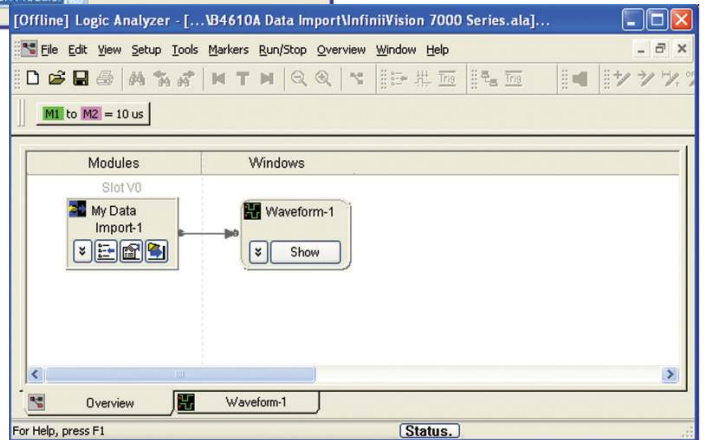 [Offline] Logic Analyzer - [...\B4610A Data Import\InfiniiVision 7000 Series.ala]...
File Edit View Setup Tools Markers Run/Stop Overview Window Help
M1 to M2 = 10 us
Modules Windows
Slot V0
My Data
Import-1
Waveform-1
Show
Overview Waveform-1
For Help, press F1 Status.